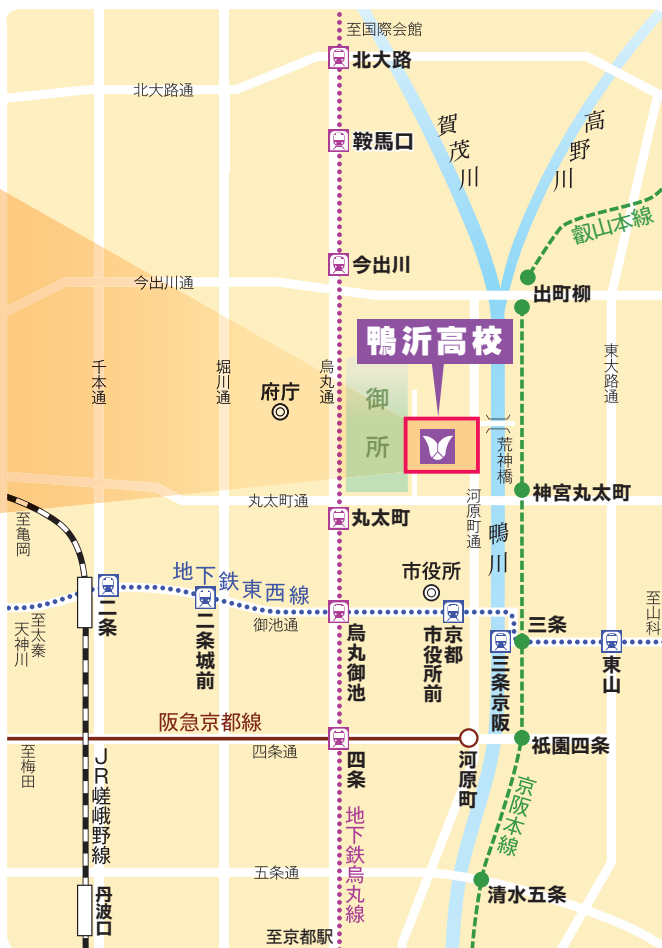 至国際会館
北大路
北大路通
賀茂川
高野川
鞍馬口
叡山本線
今出川
今出川通
出町柳
鴨沂高校
千本通
堀川通
烏丸通
東大路通
府庁
御所
荒神橋
丸太町通
丸太町
河原町通
神宮丸太町
鴨川
至亀岡
地下鉄東西線
市役所
二条
二条城前
御池通
烏丸御池
京都市役所前
三条
三条京阪
東山
至山科
至太秦天神川
阪急京都線
四条通
四条
河原町
祇園四条
至梅田
JR嵯峨野線
京阪本線
地下鉄烏丸線
五条通
清水五条
丹波口
至京都駅